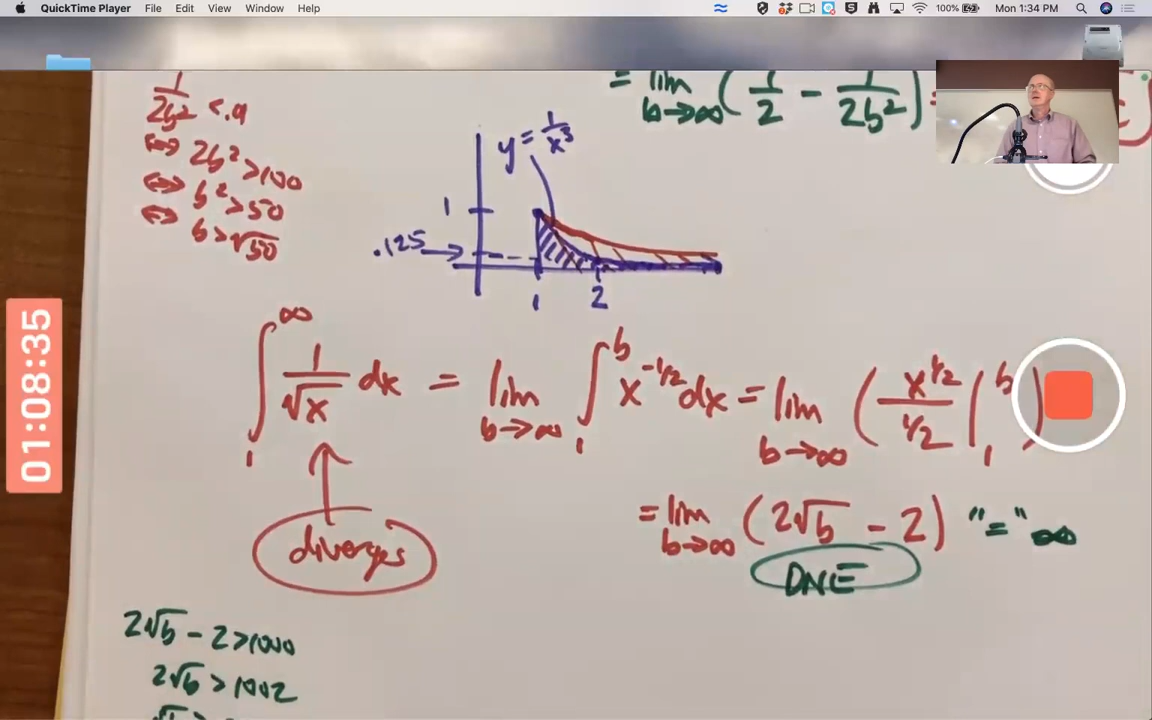 QuickTime Player File Edit View Window Help 100% Mon 1:34 PM
1/(2b²) < .9
⟺ 2b² > 100
⟺ b² > 50
⟺ b > √50
= lim b→∞ (1/2 − 1/(2b²)) =
y = 1/x³
1
.125
1 2
∫₁^∞ 1/√x dx = lim b→∞ ∫₁^b x^(-1/2) dx = lim b→∞ (x^(1/2)/(1/2) |₁^b)
= lim b→∞ (2√b − 2) "=" ∞
diverges
DNE
2√b − 2 > 1000
2√b > 1002
01:08:35